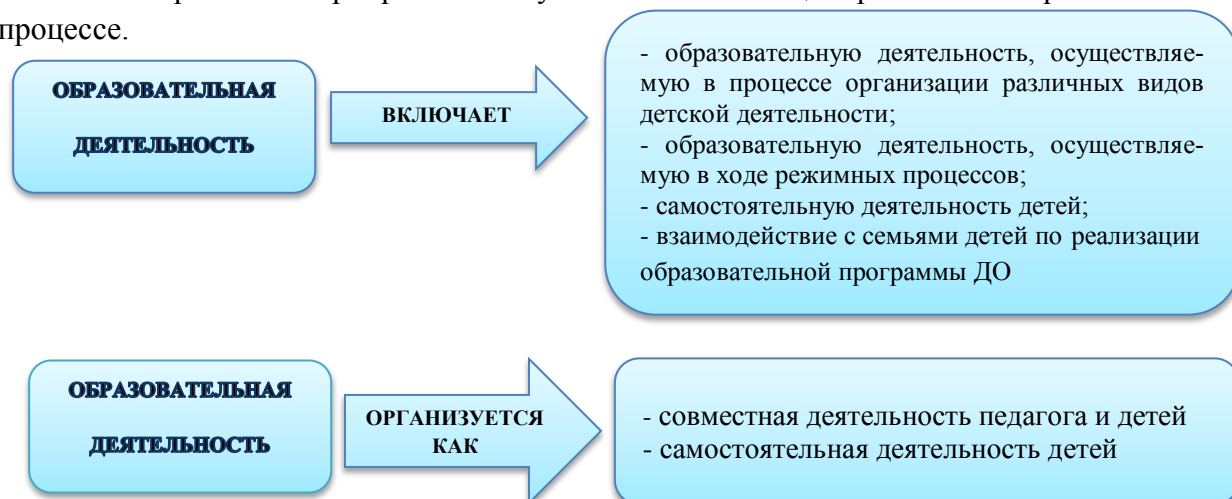 процессе.
ОБРАЗОВАТЕЛЬНАЯ
ДЕЯТЕЛЬНОСТЬ
ВКЛЮЧАЕТ
- образовательную деятельность, осуществляе-
мую в процессе организации различных видов
детской деятельности;
- образовательную деятельность, осуществляе-
мую в ходе режимных процессов;
- самостоятельную деятельность детей;
- взаимодействие с семьями детей по реализации
образовательной программы ДО
ОБРАЗОВАТЕЛЬНАЯ
ДЕЯТЕЛЬНОСТЬ
ОРГАНИЗУЕТСЯ
КАК
- совместная деятельность педагога и детей
- самостоятельная деятельность детей